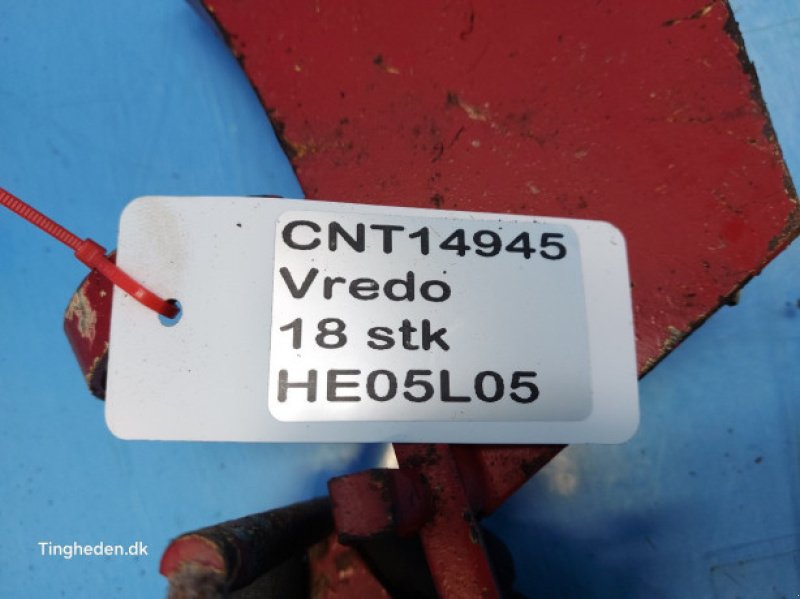 CNT14945
Vredo
18 stk
HE05L05
Tingheden.dk